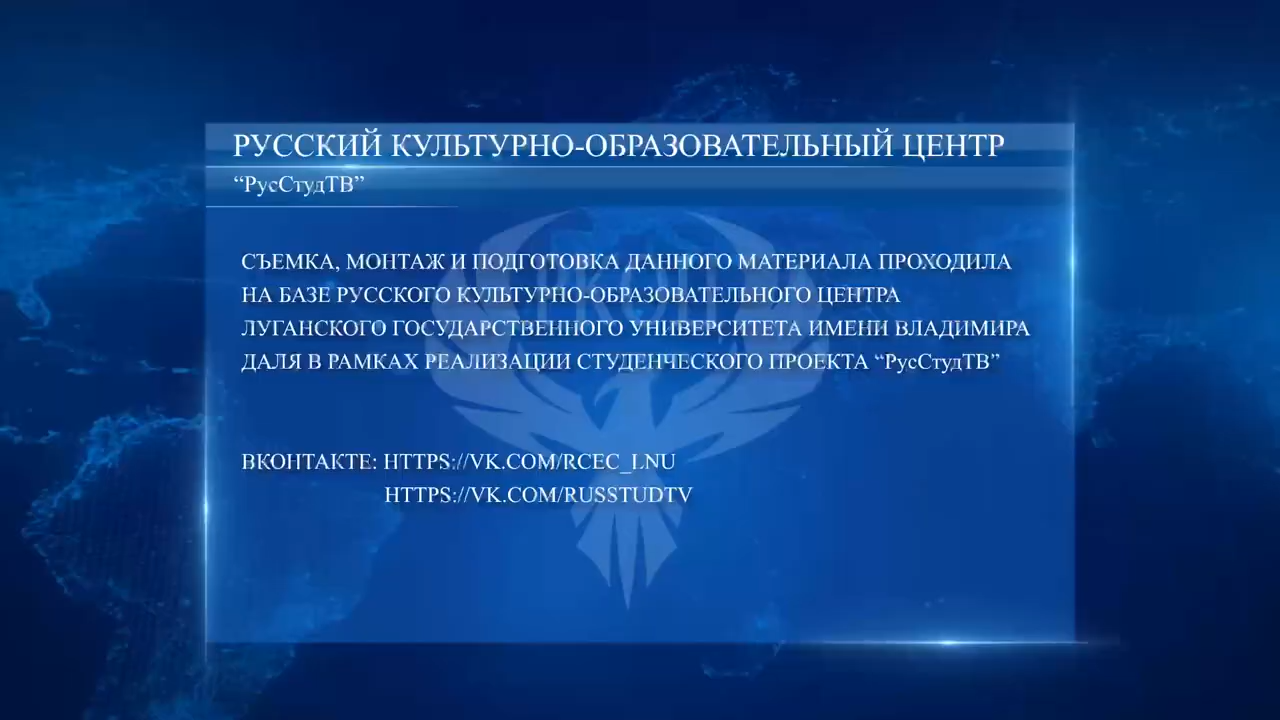 РУССКИЙ КУЛЬТУРНО-ОБРАЗОВАТЕЛЬНЫЙ ЦЕНТР
“РусСтудТВ”
СЪЕМКА, МОНТАЖ И ПОДГОТОВКА ДАННОГО МАТЕРИАЛА ПРОХОДИЛА
НА БАЗЕ РУССКОГО КУЛЬТУРНО-ОБРАЗОВАТЕЛЬНОГО ЦЕНТРА
ЛУГАНСКОГО ГОСУДАРСТВЕННОГО УНИВЕРСИТЕТА ИМЕНИ ВЛАДИМИРА
ДАЛЯ В РАМКАХ РЕАЛИЗАЦИИ СТУДЕНЧЕСКОГО ПРОЕКТА “РусСтудТВ”
ВКОНТАКТЕ: HTTPS://VK.COM/RCEC_LNU
HTTPS://VK.COM/RUSSTUDTV